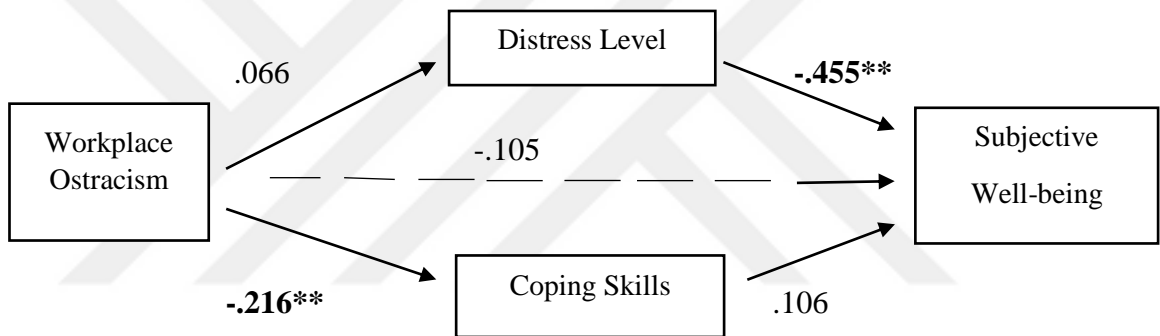 Distress Level
.066
-.455**
Workplace
Ostracism
-.105
Subjective
Well-being
Coping Skills
-.216**
.106